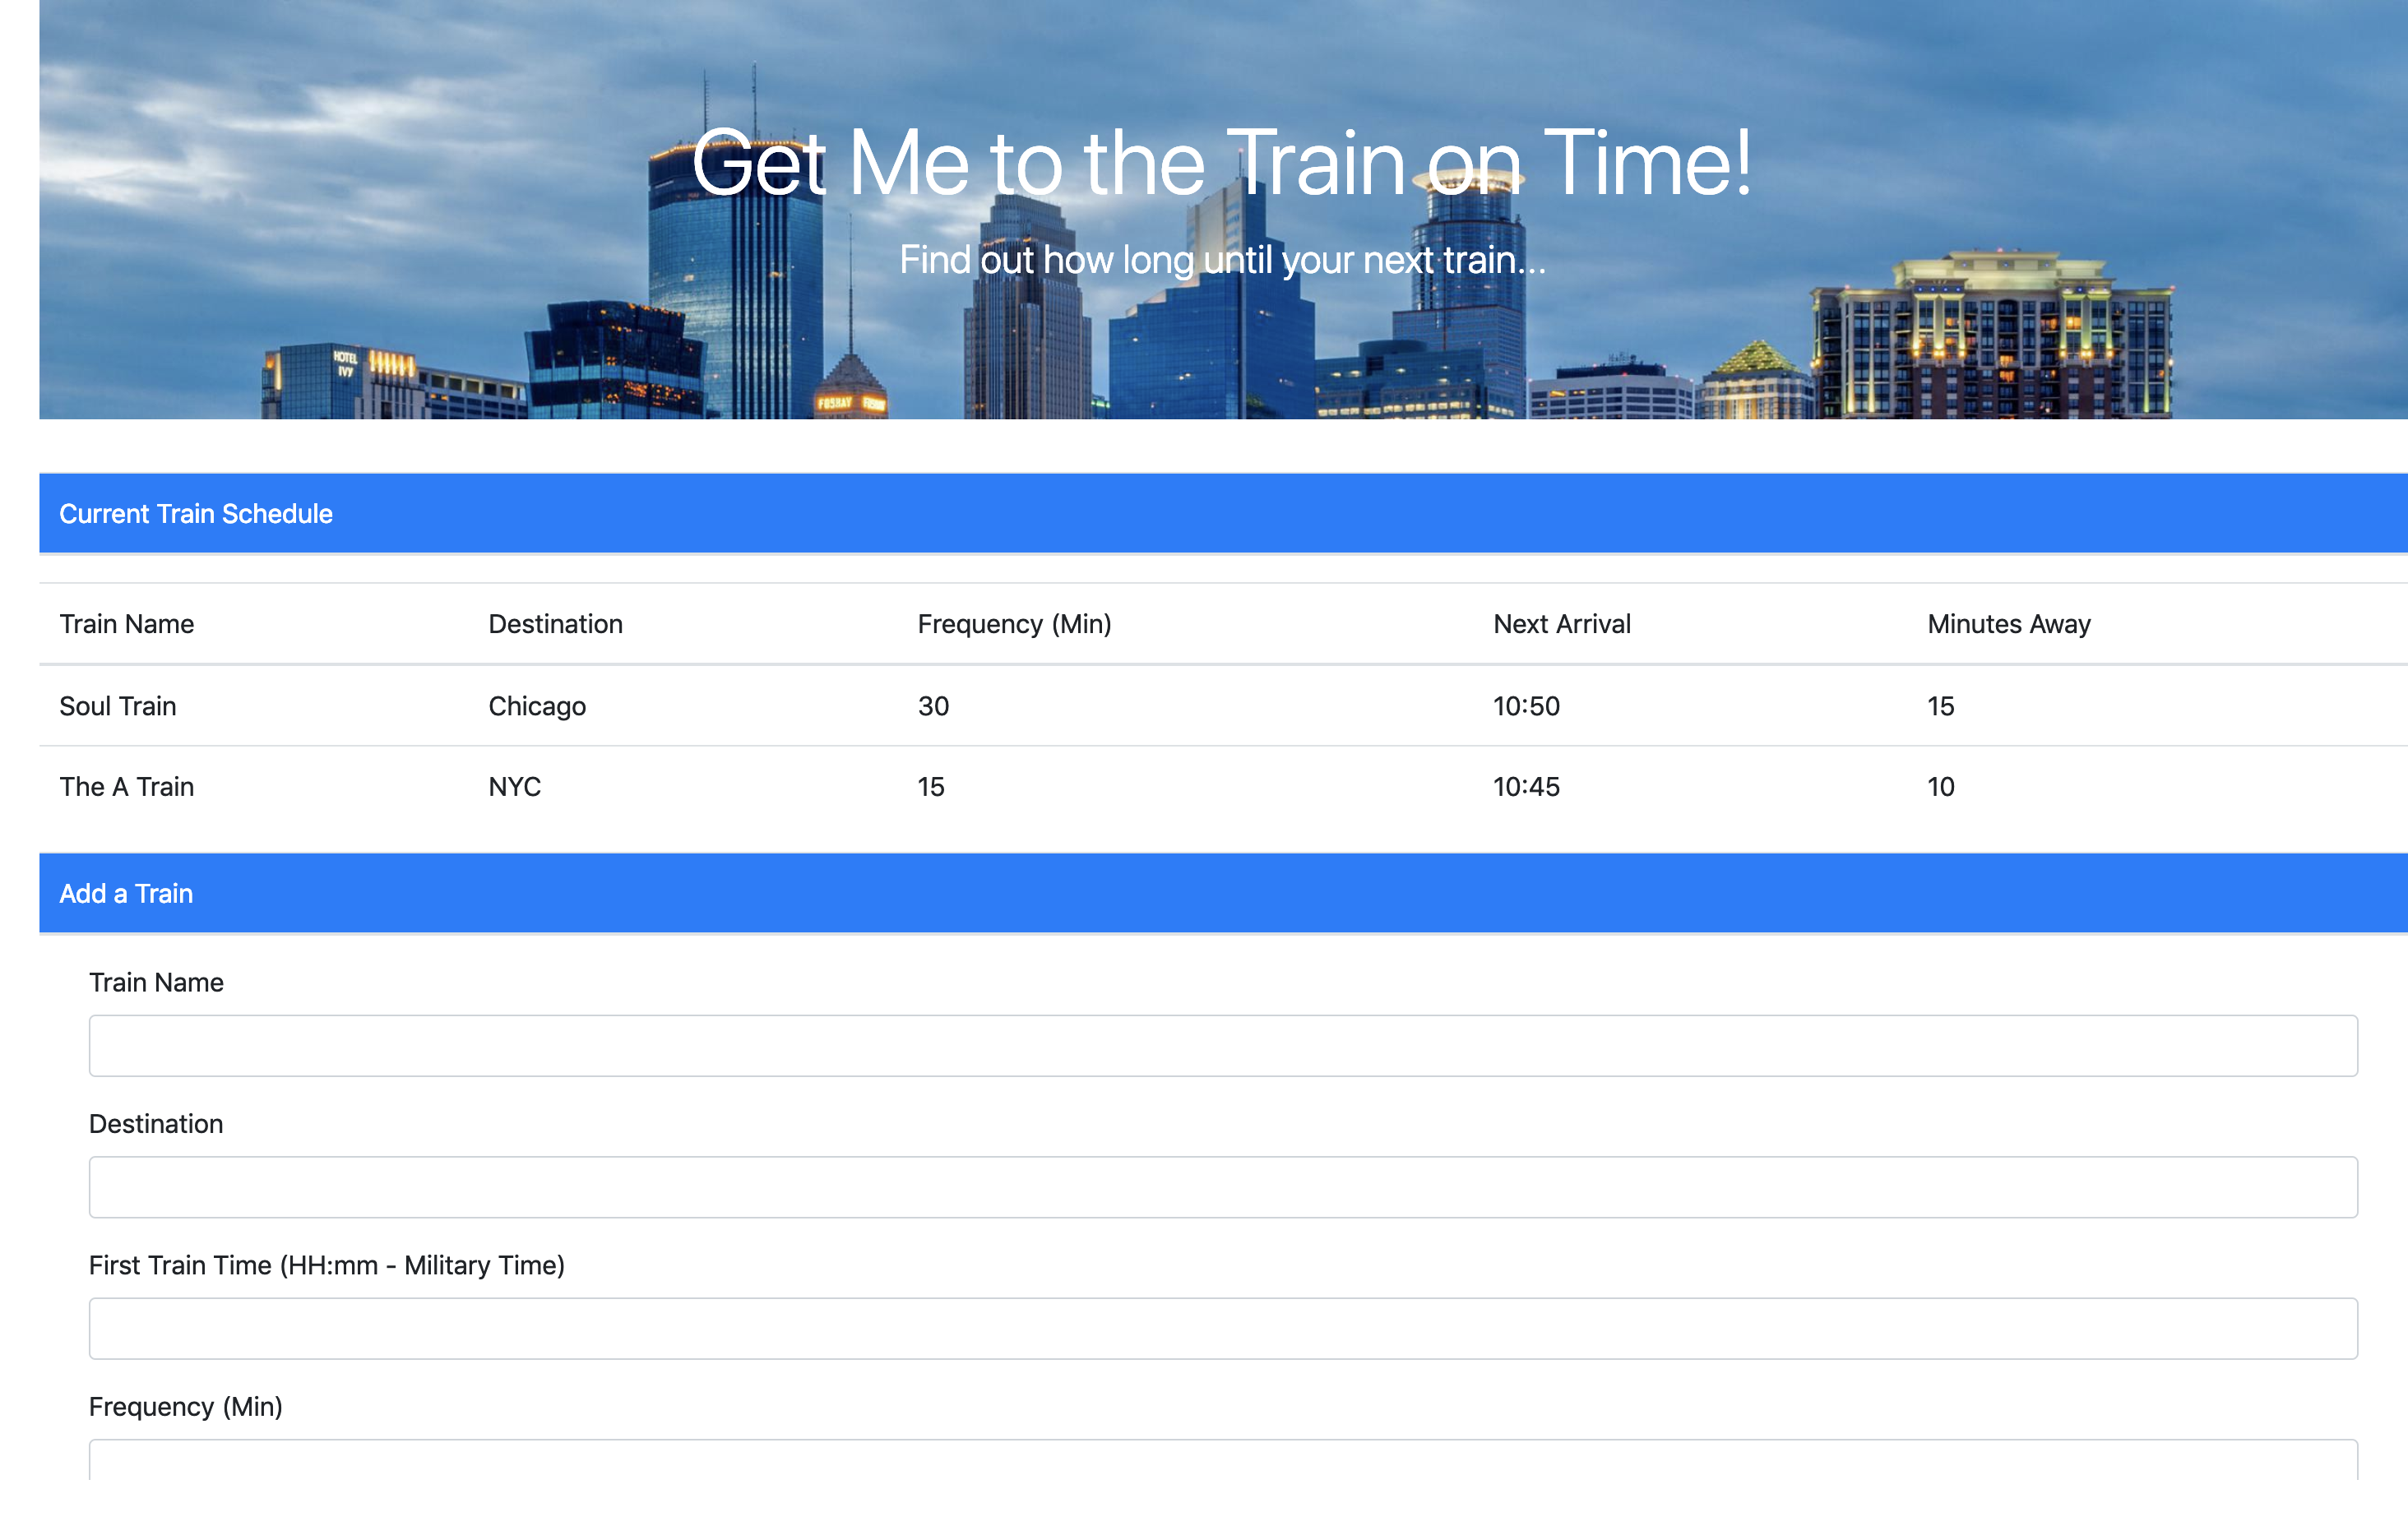 Get Me to the Train on Time!
Find out how long until your next train...
HOTEL
IVY
FOSHAY
Current Train Schedule
Train Name Destination Frequency (Min) Next Arrival Minutes Away
Soul Train Chicago 30 10:50 15
The A Train NYC 15 10:45 10
Add a Train
Train Name
Destination
First Train Time (HH:mm - Military Time)
Frequency (Min)